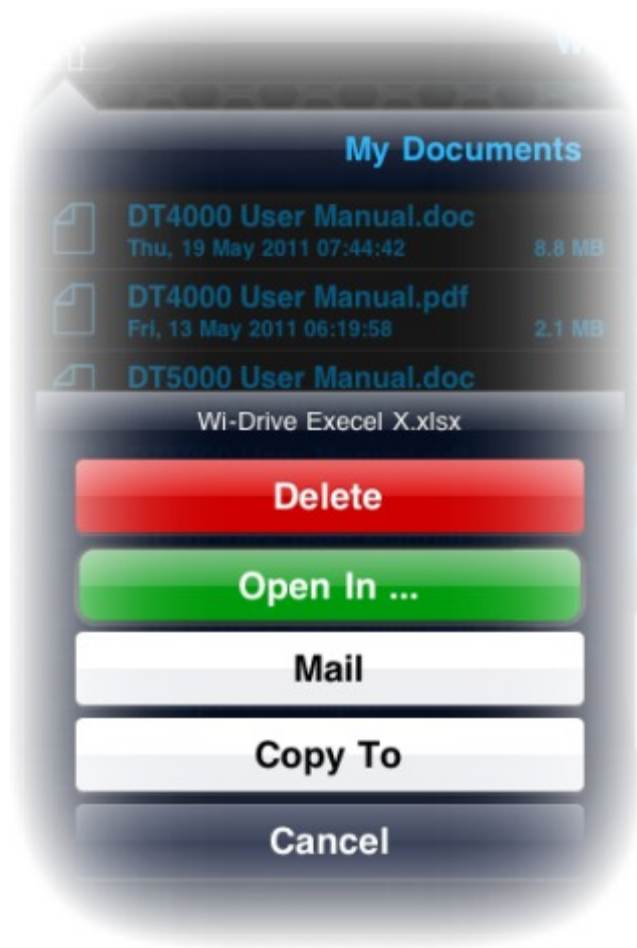 My Documents
DT4000 User Manual.doc
Thu, 19 May 2011 07:44:42 8.8 MB
DT4000 User Manual.pdf
Fri, 13 May 2011 06:19:58 2.1 MB
DT5000 User Manual.doc
Wi-Drive Execel X.xlsx
Delete
Open In ...
Mail
Copy To
Cancel